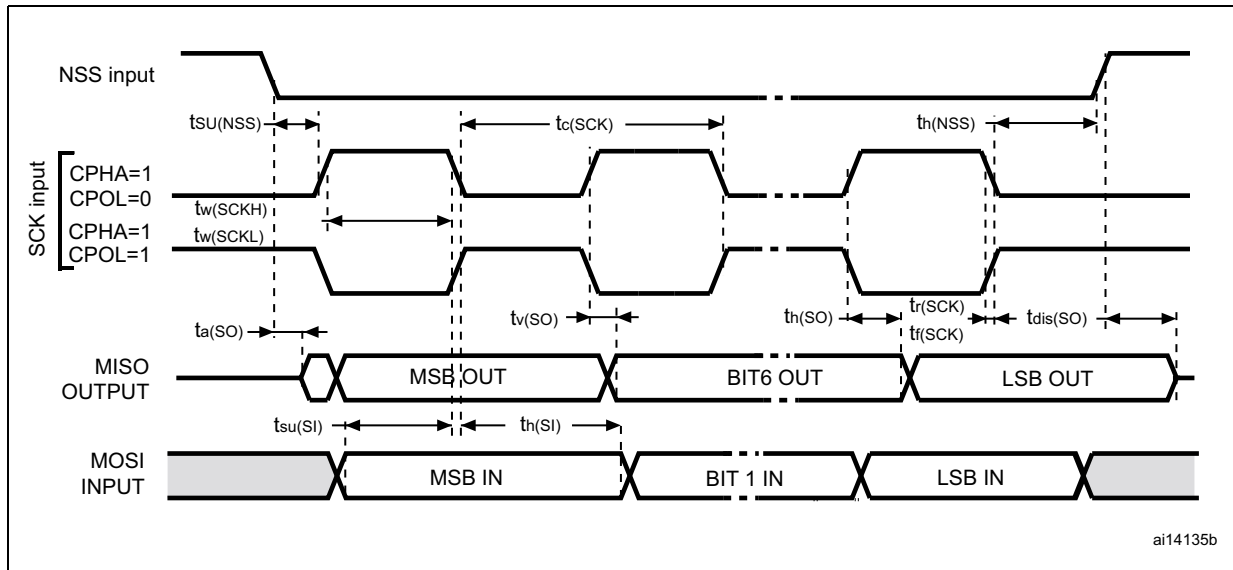 NSS input
tSU(NSS)
tc(SCK)
th(NSS)
SCK input
CPHA=1
CPOL=0
tw(SCKH)
CPHA=1
tw(SCKL)
CPOL=1
ta(SO)
tv(SO)
th(SO)
tr(SCK)
tf(SCK)
tdis(SO)
MISO
OUTPUT
MSB OUT
BIT6 OUT
LSB OUT
tsu(SI)
th(SI)
MOSI
INPUT
MSB IN
BIT 1 IN
LSB IN
ai14135b